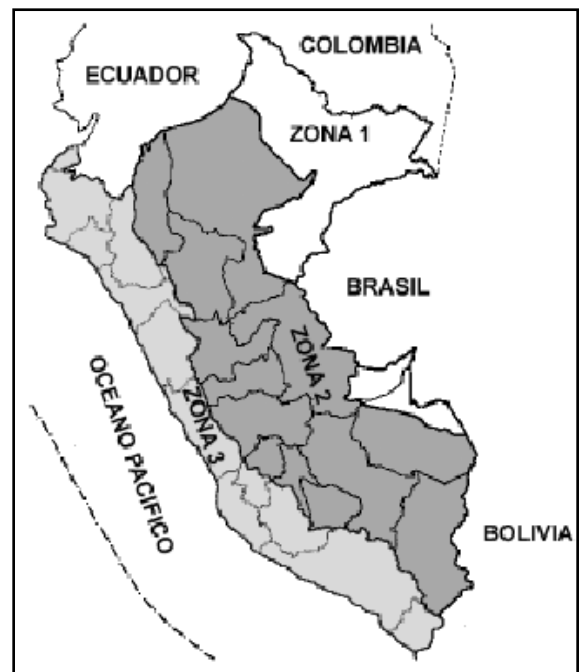 COLOMBIA
ECUADOR
ZONA 1
BRASIL
ZONA 2
ZONA 3
OCEANO PACIFICO
BOLIVIA